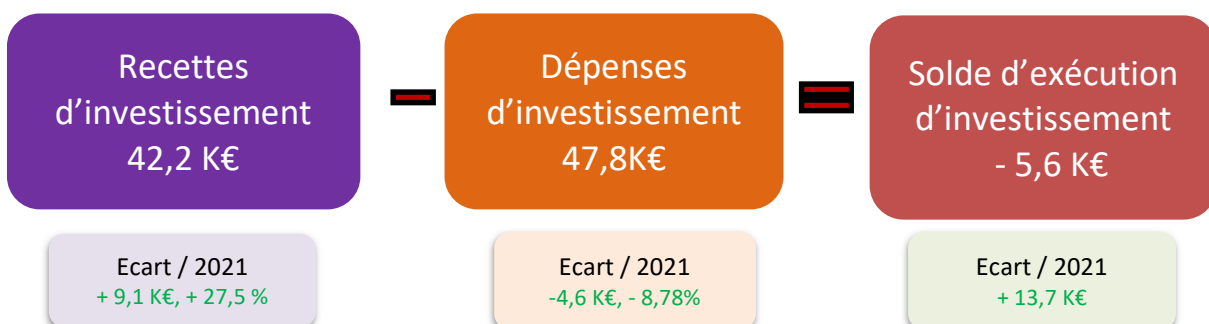 Recettes
d’investissement
42,2 K€
Dépenses
d’investissement
47,8K€
Solde d’exécution
d’investissement
- 5,6 K€
Ecart / 2021
+ 9,1 K€, + 27,5 %
Ecart / 2021
-4,6 K€, - 8,78%
Ecart / 2021
+ 13,7 K€